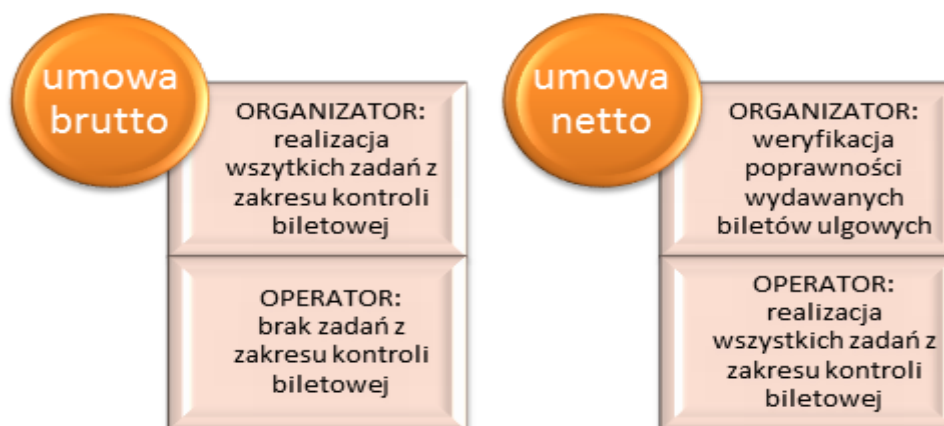 umowa
brutto
ORGANIZATOR:
realizacja
wszytkich zadań z
zakresu kontroli
biletowej
OPERATOR:
brak zadań z
zakresu kontroli
biletowej
umowa
netto
ORGANIZATOR:
weryfikacja
poprawności
wydawanych
biletów ulgowych
OPERATOR:
realizacja
wszystkich zadań z
zakresu kontroli
biletowej